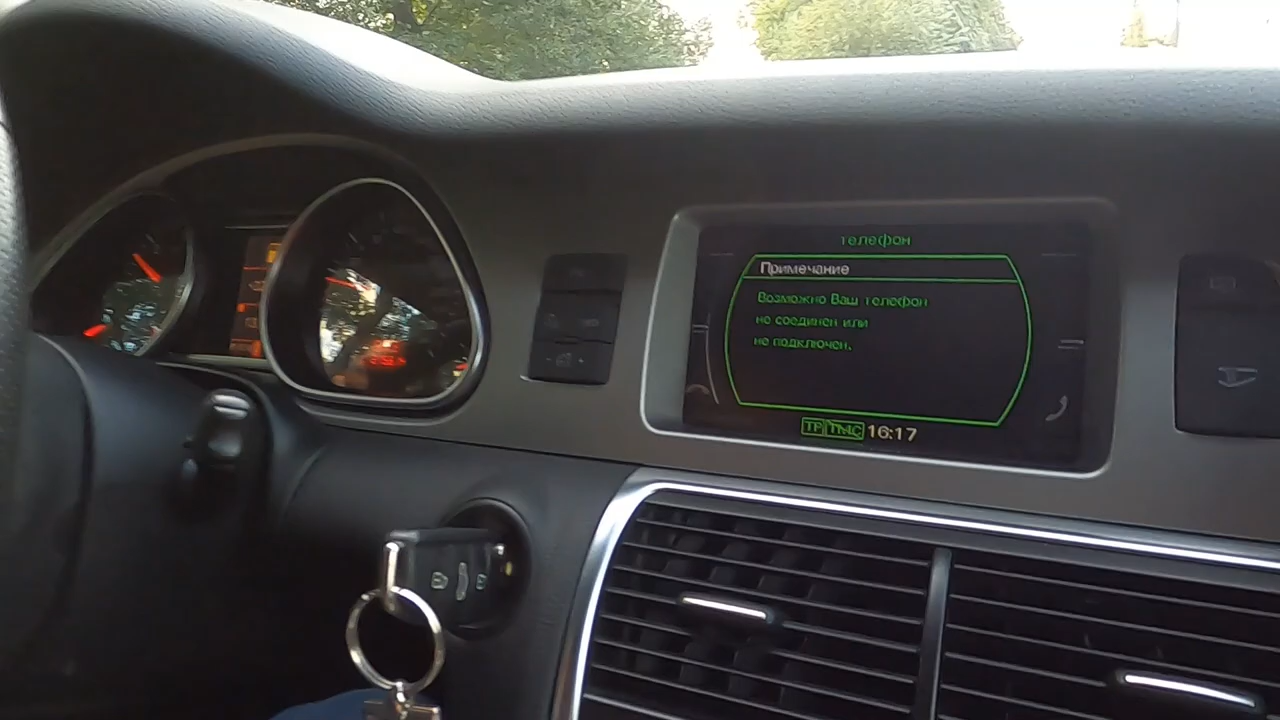 телефон
Примечание
Возможно Ваш телефон
не соединен или
не подключен.
TP TMC 16:17